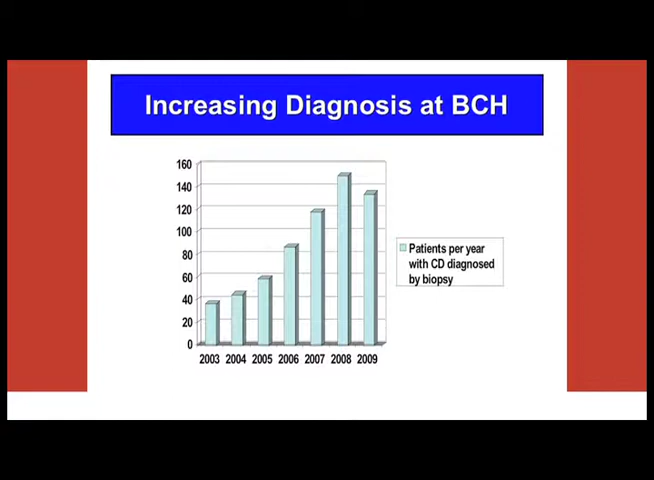 Increasing Diagnosis at BCH
160
140
120
100
80
60
40
20
0
2003 2004 2005 2006 2007 2008 2009
Patients per year
with CD diagnosed
by biopsy